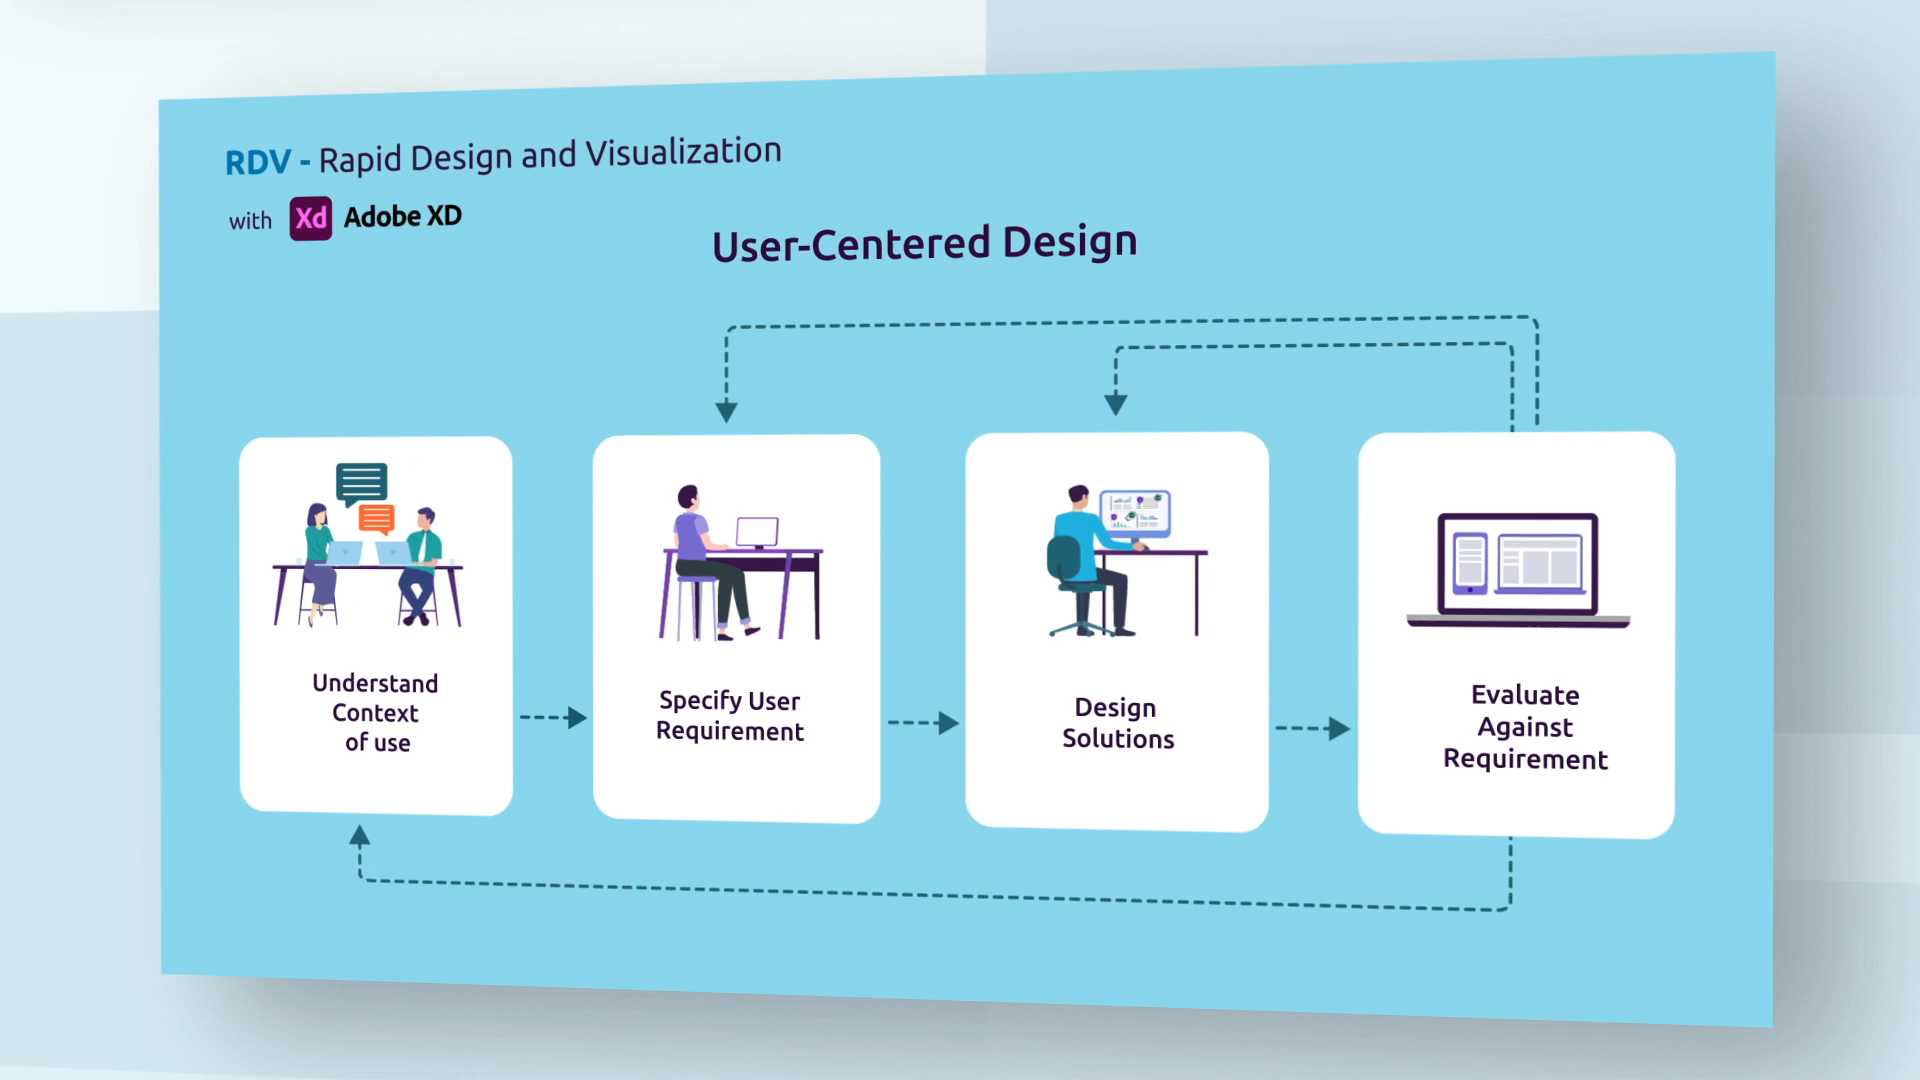 RDV - Rapid Design and Visualization
with Xd Adobe XD
User-Centered Design
Understand
Context
of use
Specify User
Requirement
Design
Solutions
Evaluate
Against
Requirement